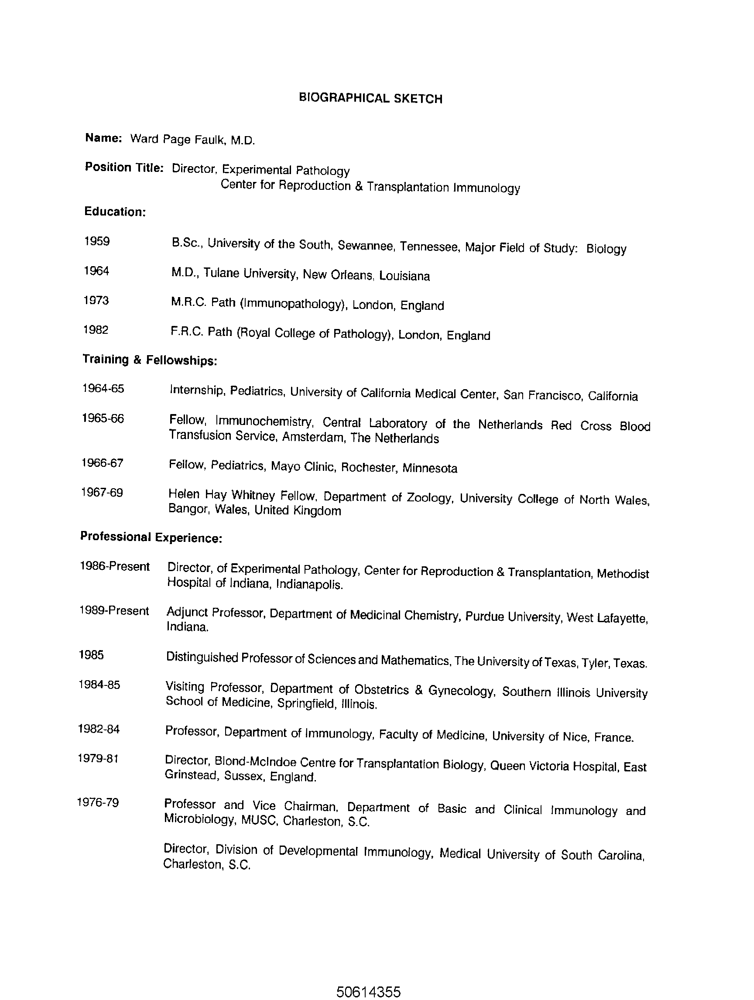 BIOGRAPHICAL SKETCH
Name: Ward Page Faulk, M.D.
Position Title: Director, Experimental Pathology
Center for Reproduction & Transplantation Immunology
Education:
1959 B.Sc., University of the South, Sewannee, Tennessee, Major Field of Study: Biology
1964 M.D., Tulane University, New Orleans, Louisiana
1973 M.R.C. Path (Immunopathology), London, England
1982 F.R.C. Path (Royal College of Pathology), London, England
Training & Fellowships:
1964-65 Internship, Pediatrics, University of California Medical Center, San Francisco, California
1965-66 Fellow, Immunochemistry, Central Laboratory of the Netherlands Red Cross Blood
Transfusion Service, Amsterdam, The Netherlands
1966-67 Fellow, Pediatrics, Mayo Clinic, Rochester, Minnesota
1967-69 Helen Hay Whitney Fellow, Department of Zoology, University College of North Wales,
Bangor, Wales, United Kingdom
Professional Experience:
1986-Present Director, of Experimental Pathology, Center for Reproduction & Transplantation, Methodist
Hospital of Indiana, Indianapolis.
1989-Present Adjunct Professor, Department of Medicinal Chemistry, Purdue University, West Lafayette,
Indiana.
1985 Distinguished Professor of Sciences and Mathematics, The University of Texas, Tyler, Texas.
1984-85 Visiting Professor, Department of Obstetrics & Gynecology, Southern Illinois University
School of Medicine, Springfield, Illinois.
1982-84 Professor, Department of Immunology, Faculty of Medicine, University of Nice, France.
1979-81 Director, Blond-McIndoe Centre for Transplantation Biology, Queen Victoria Hospital, East
Grinstead, Sussex, England.
1976-79 Professor and Vice Chairman, Department of Basic and Clinical Immunology and
Microbiology, MUSC, Charleston, S.C.
Director, Division of Developmental Immunology, Medical University of South Carolina,
Charleston, S.C.
50614355